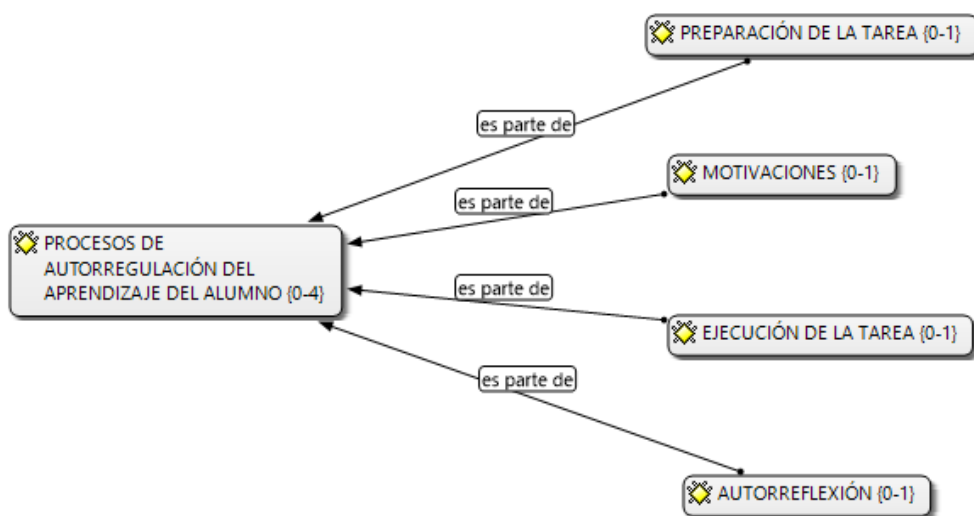 PREPARACIÓN DE LA TAREA {0-1}
es parte de
MOTIVACIONES {0-1}
es parte de
PROCESOS DE
AUTORREGULACIÓN DEL
APRENDIZAJE DEL ALUMNO {0-4}
es parte de
EJECUCIÓN DE LA TAREA {0-1}
es parte de
AUTORREFLEXIÓN {0-1}